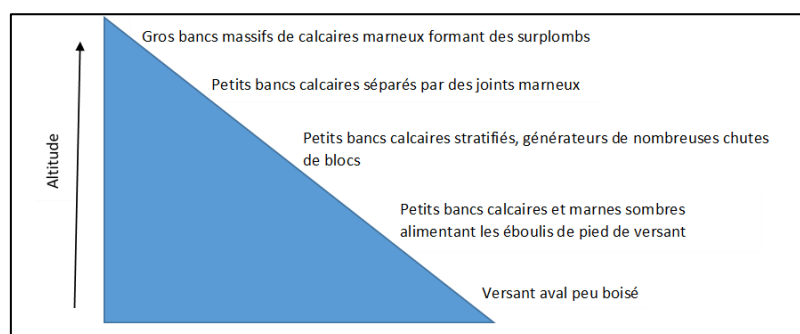 Gros bancs massifs de calcaires marneux formant des surplombs
Petits bancs calcaires séparés par des joints marneux
Petits bancs calcaires stratifiés, générateurs de nombreuses chutes
de blocs
Altitude
Petits bancs calcaires et marnes sombres
alimentant les éboulis de pied de versant
Versant aval peu boisé